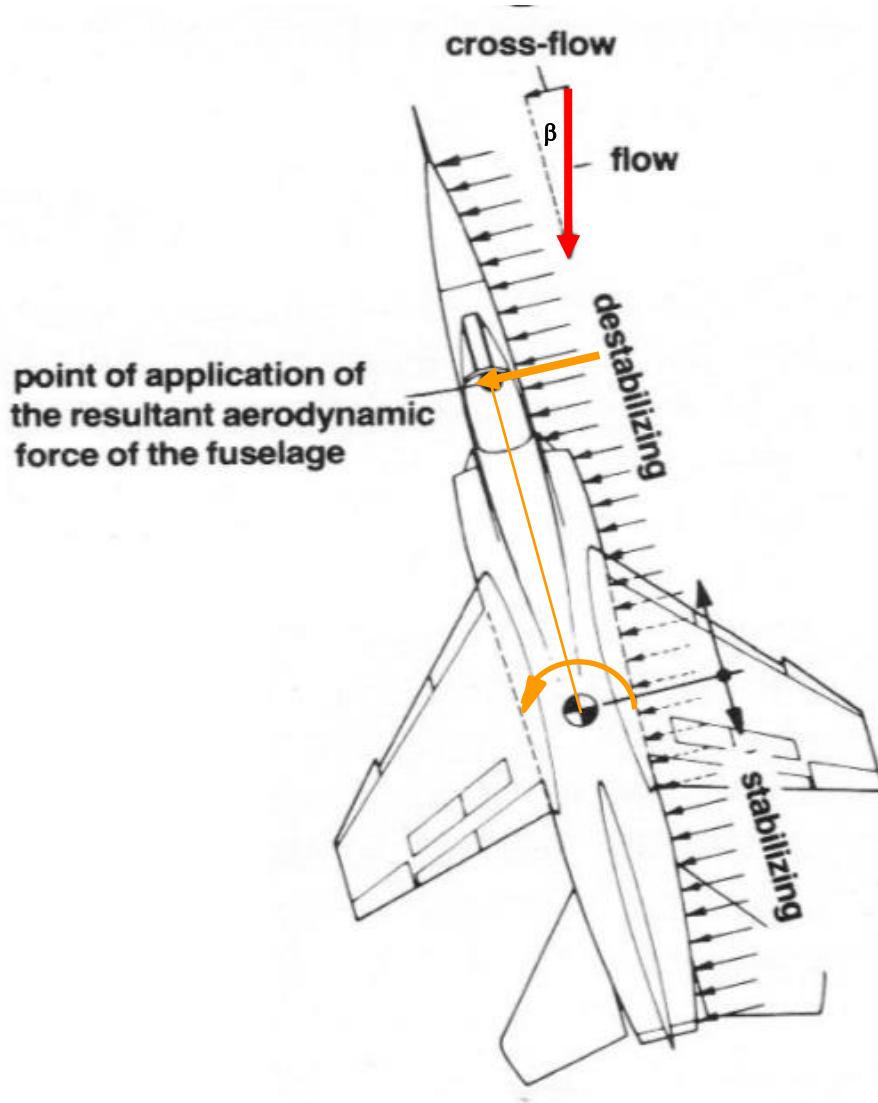 cross-flow
β
flow
destabilizing
point of application of
the resultant aerodynamic
force of the fuselage
stabilizing